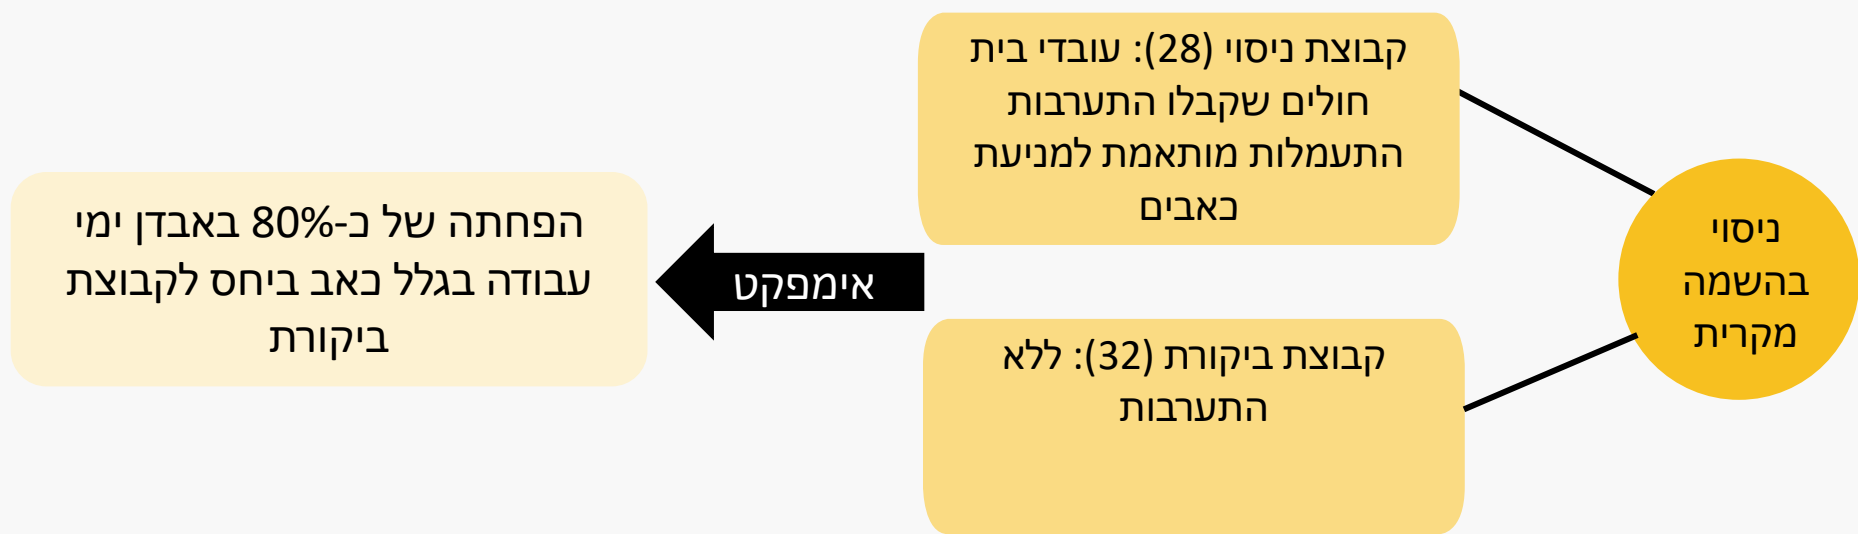 ניסוי
בהשמה
מקרית
קבוצת ניסוי (28): עובדי בית
חולים שקבלו התערבות
התעמלות מותאמת למניעת
כאבים
קבוצת ביקורת (32): ללא
התערבות
אימפקט
הפחתה של כ-80% באבדן ימי
עבודה בגלל כאב ביחס לקבוצת
ביקורת